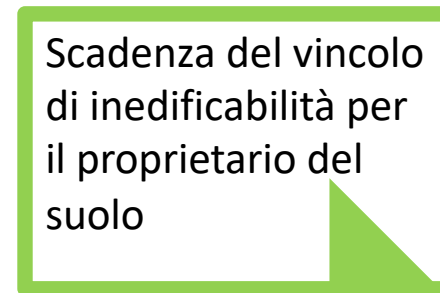 Scadenza del vincolo
di inedificabilità per
il proprietario del
suolo